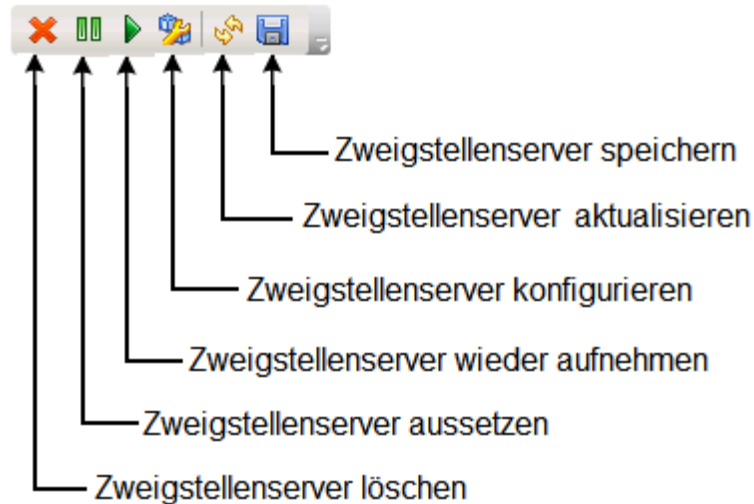 Zweigstellenserver speichern
Zweigstellenserver aktualisieren
Zweigstellenserver konfigurieren
Zweigstellenserver wieder aufnehmen
Zweigstellenserver aussetzen
Zweigstellenserver löschen